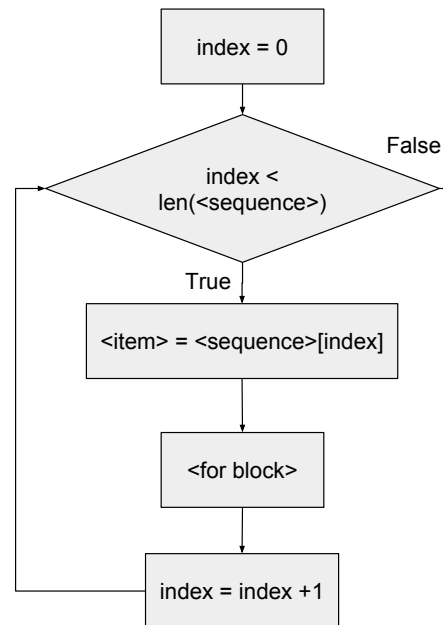 index = 0
False
index <
len(<sequence>)
True
<item> = <sequence>[index]
<for block>
index = index +1